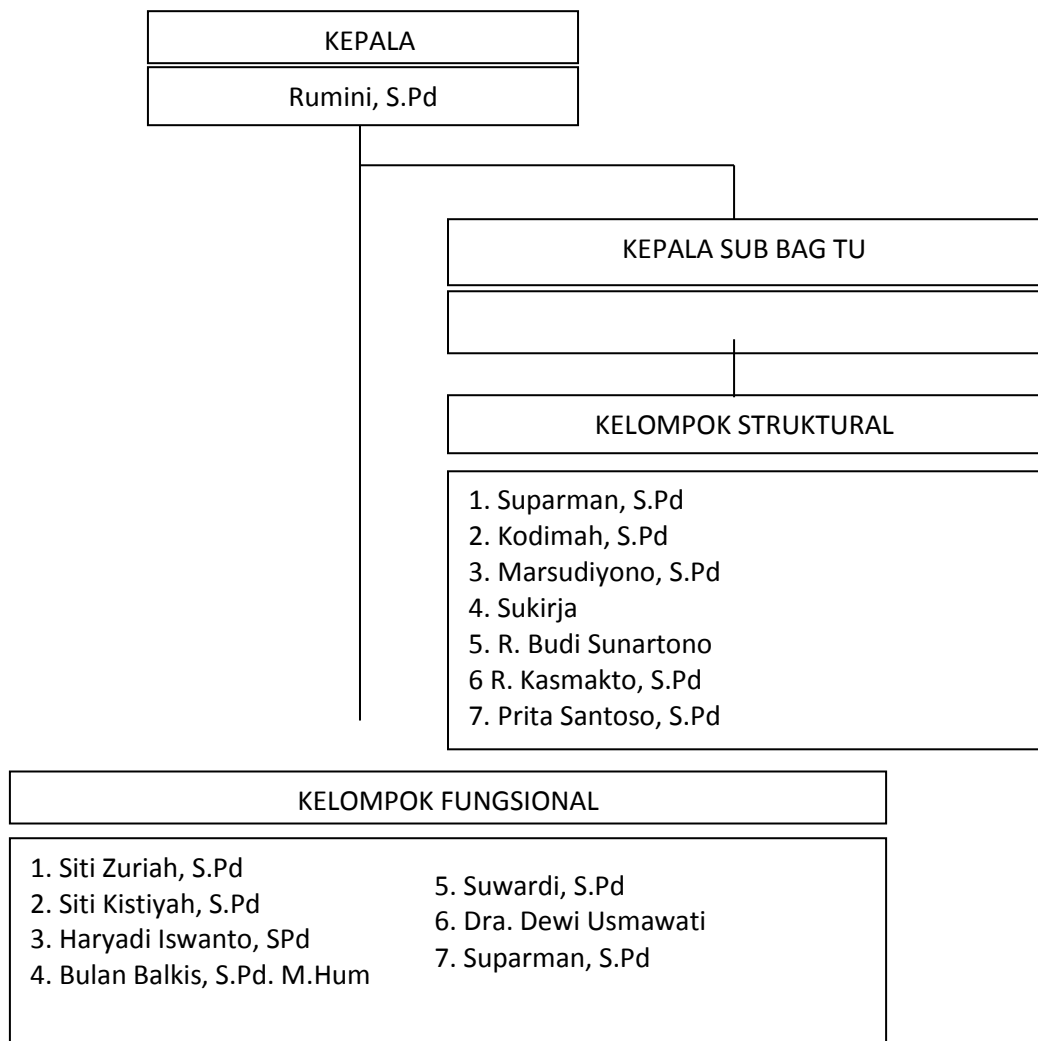 KEPALA
Rumini, S.Pd
KEPALA SUB BAG TU
KELOMPOK STRUKTURAL
1. Suparman, S.Pd
2. Kodimah, S.Pd
3. Marsudiyono, S.Pd
4. Sukirja
5. R. Budi Sunartono
6 R. Kasmakto, S.Pd
7. Prita Santoso, S.Pd
KELOMPOK FUNGSIONAL
1. Siti Zuriah, S.Pd
2. Siti Kistiyah, S.Pd
3. Haryadi Iswanto, SPd
4. Bulan Balkis, S.Pd. M.Hum
5. Suwardi, S.Pd
6. Dra. Dewi Usmawati
7. Suparman, S.Pd